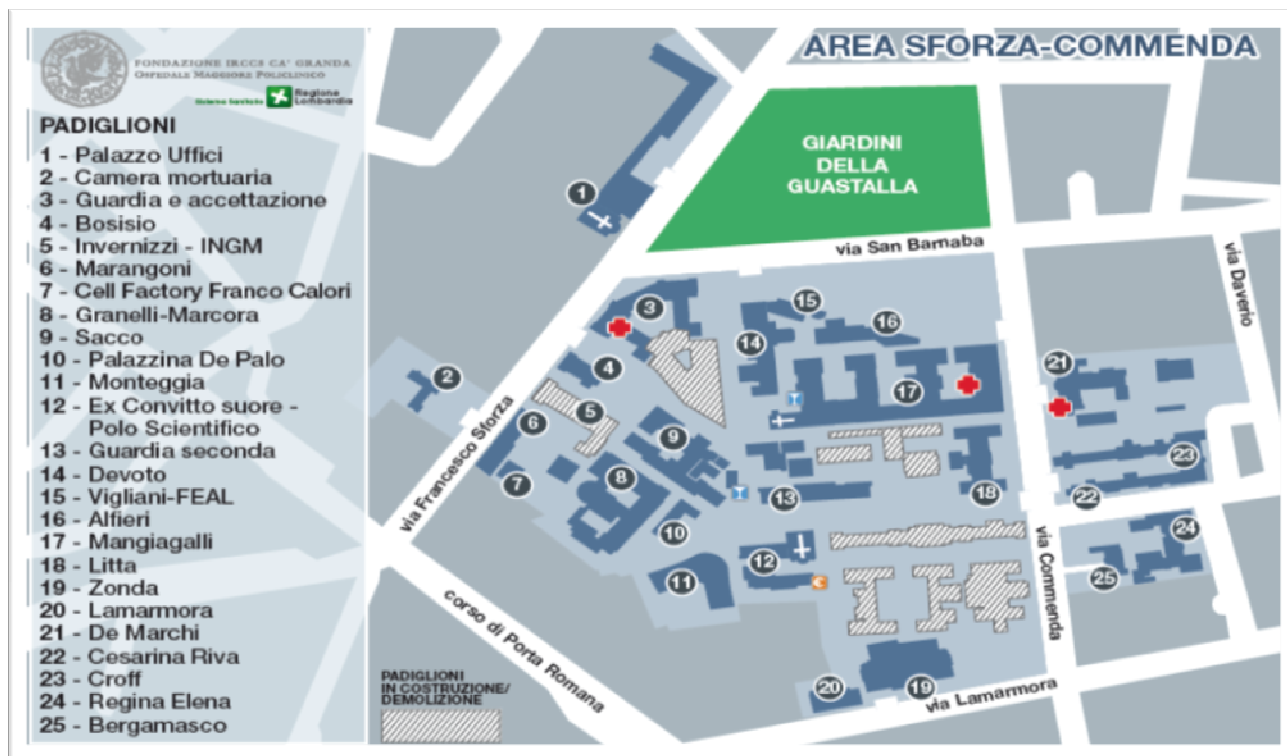 AREA SFORZA-COMMENDA
FONDAZIONE IRCCS CA' GRANDA
OSPEDALE MAGGIORE POLICLINICO
Sistema Sanitario
Regione
Lombardia
PADIGLIONI
1 - Palazzo Uffici
2 - Camera mortuaria
3 - Guardia e accettazione
4 - Bosisio
5 - Invernizzi - INGM
6 - Marangoni
7 - Cell Factory Franco Calori
8 - Granelli-Marcora
9 - Sacco
10 - Palazzina De Palo
11 - Monteggia
12 - Ex Convitto suore -
Polo Scientifico
13 - Guardia seconda
14 - Devoto
15 - Vigliani-FEAL
16 - Alfieri
17 - Mangiagalli
18 - Litta
19 - Zonda
20 - Lamarmora
21 - De Marchi
22 - Cesarina Riva
23 - Croff
24 - Regina Elena
25 - Bergamasco
GIARDINI
DELLA
GUASTALLA
via San Barnaba
via Daverio
via Francesco Sforza
via Commenda
corso di Porta Romana
via Lamarmora
PADIGLIONI
IN COSTRUZIONE/
DEMOLIZIONE
1
2
3
4
5
6
7
8
9
10
11
12
13
14
15
16
17
18
19
20
21
22
23
24
25